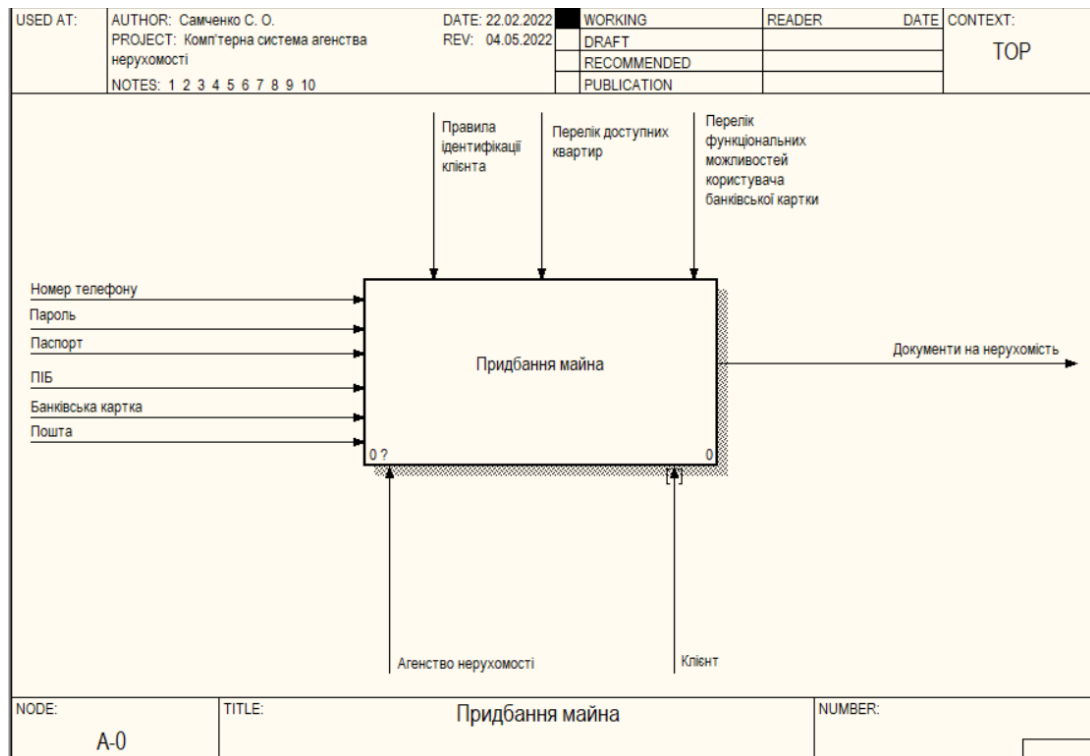 USED AT:
AUTHOR: Самченко С. О.
DATE: 22.02.2022
WORKING
READER
DATE
CONTEXT:
PROJECT: Комп'терна система агенства
REV: 04.05.2022
DRAFT
TOP
нерухомості
RECOMMENDED
NOTES: 1 2 3 4 5 6 7 8 9 10
PUBLICATION
Правила
ідентифікації
клієнта
Перелік доступних
квартир
Перелік
функціональних
можливостей
користувача
банківської картки
Номер телефону
Пароль
Паспорт
ПІБ
Банківська картка
Пошта
Придбання майна
0 ?
0
Документи на нерухомість
Агенство нерухомості
Клієнт
NODE:
A-0
TITLE:
Придбання майна
NUMBER: